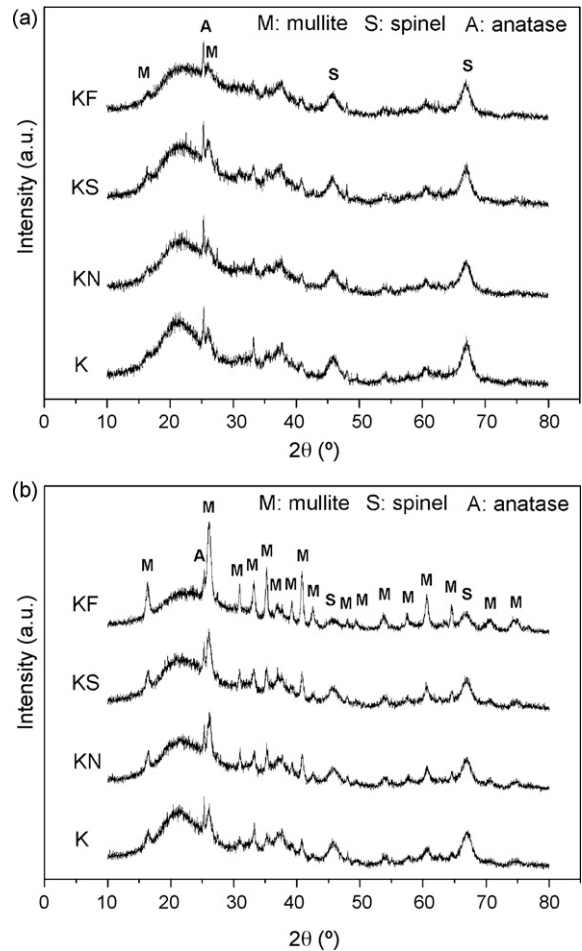 (a)
M: mullite S: spinel A: anatase
A
M
M
S
S
KF
KS
KN
K
Intensity (a.u.)
0 10 20 30 40 50 60 70 80
2θ (º)
(b)
M: mullite S: spinel A: anatase
M
M
A
M
M
M
M
M
M
M
S
M
M
M
M
M
M
S
M
M
KF
KS
KN
K
Intensity (a.u.)
0 10 20 30 40 50 60 70 80
2θ (º)